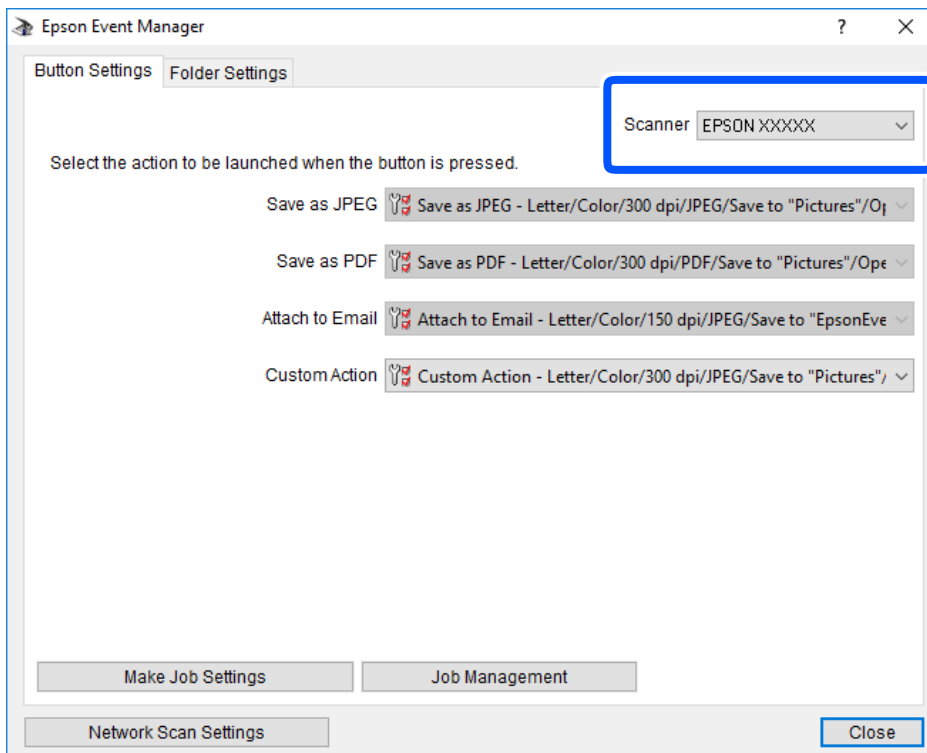 Epson Event Manager
Button Settings Folder Settings
Scanner EPSON XXXXX
Select the action to be launched when the button is pressed.
Save as JPEG Save as JPEG - Letter/Color/300 dpi/JPEG/Save to "Pictures"/Op
Save as PDF Save as PDF - Letter/Color/300 dpi/PDF/Save to "Pictures"/Ope
Attach to Email Attach to Email - Letter/Color/150 dpi/JPEG/Save to "EpsonEve
Custom Action Custom Action - Letter/Color/300 dpi/JPEG/Save to "Pictures"/
Make Job Settings Job Management
Network Scan Settings Close